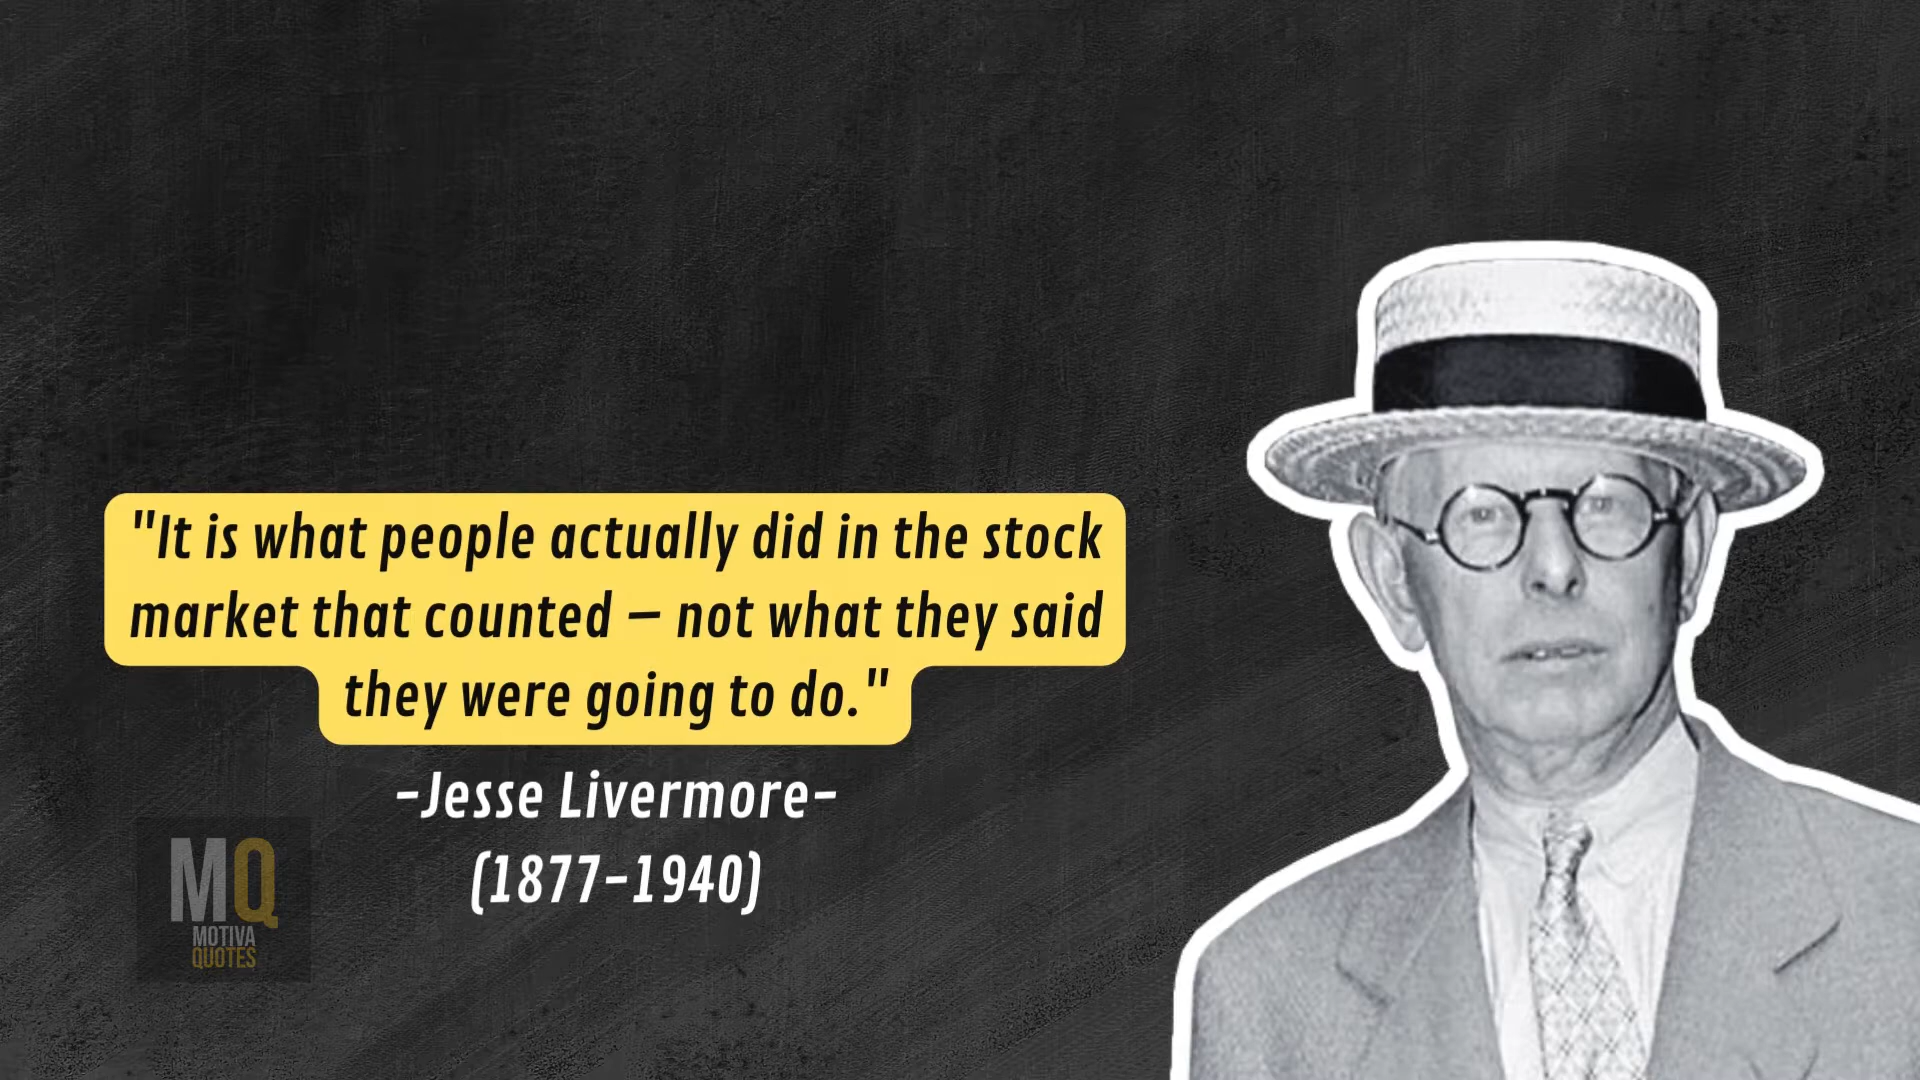 "It is what people actually did in the stock
market that counted – not what they said
they were going to do."
-Jesse Livermore-
(1877-1940)
MQ
MOTIVA
QUOTES